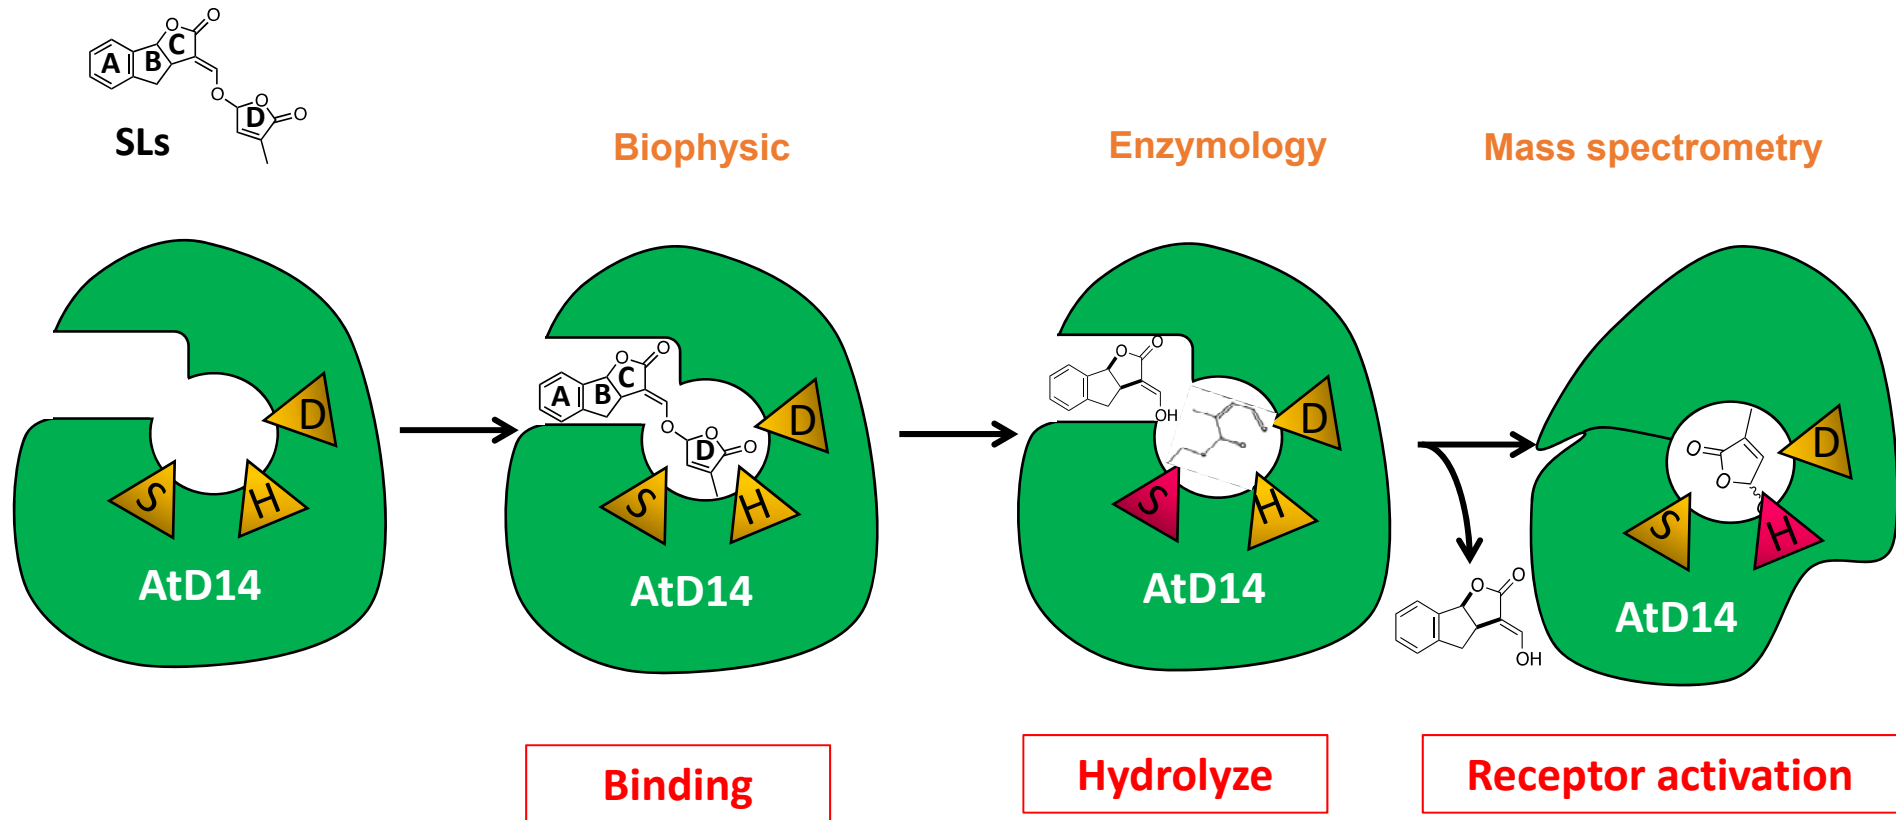 O
O
A
B
C
O
O
D
O
SLs
Biophysic
Enzymology
Mass spectrometry
D
S
H
AtD14
O
O
A
B
C
O
O
D
O
D
S
H
AtD14
O
O
OH
D
S
H
AtD14
O
O
OH
O
O
D
S
H
AtD14
Binding
Hydrolyze
Receptor activation